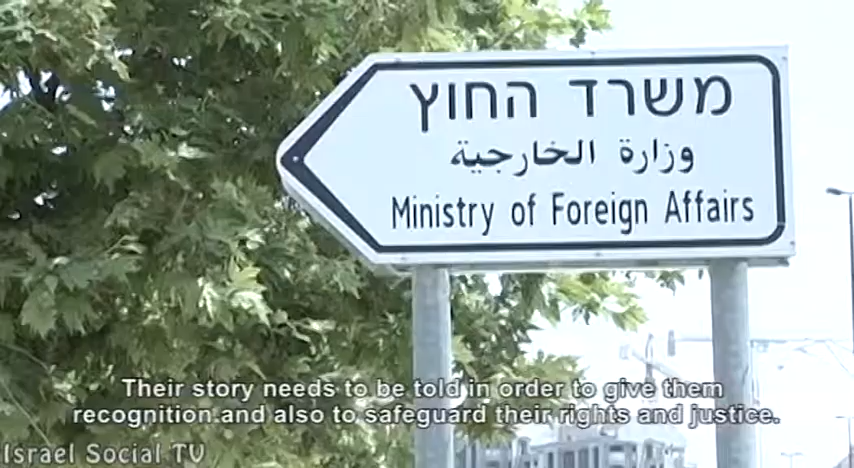 משרד החוץ
وزارة الخارجية
Ministry of Foreign Affairs
Their story needs to be told in order to give them
recognition and also to safeguard their rights and justice.
Israel Social TV